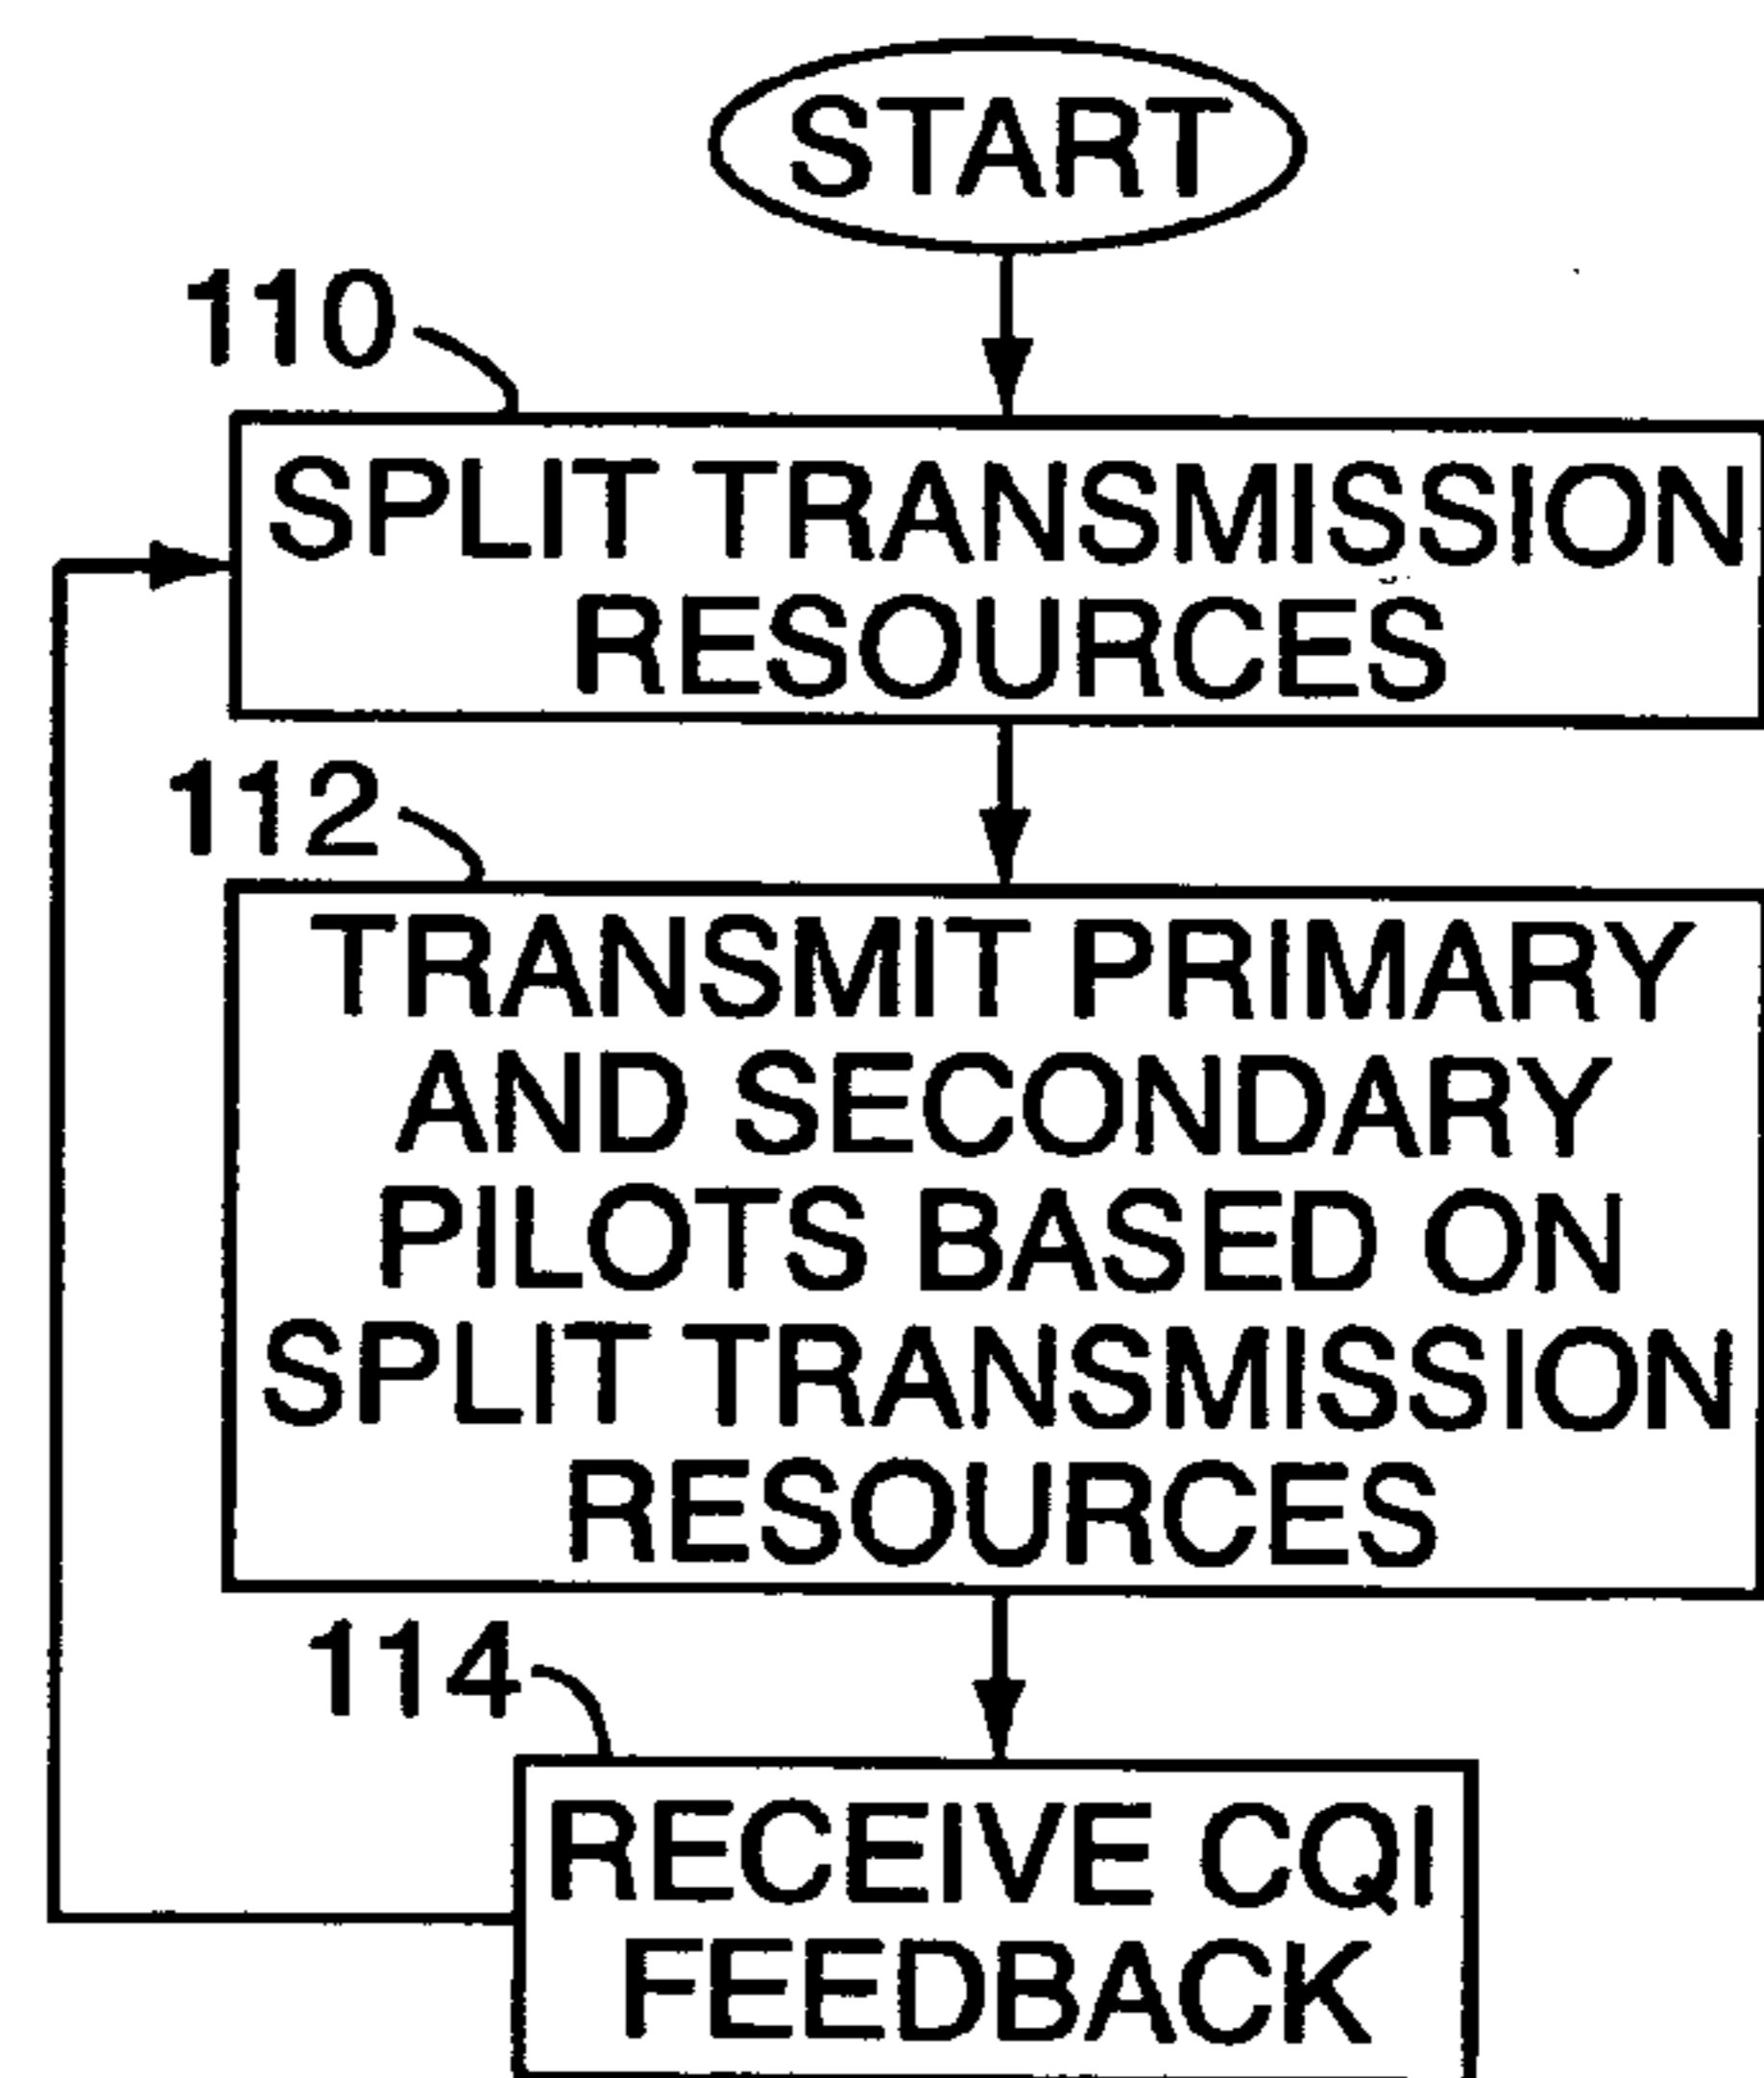 START
110
SPLIT TRANSMISSION
RESOURCES
112
TRANSMIT PRIMARY
AND SECONDARY
PILOTS BASED ON
SPLIT TRANSMISSION
RESOURCES
114
RECEIVE CQI
FEEDBACK